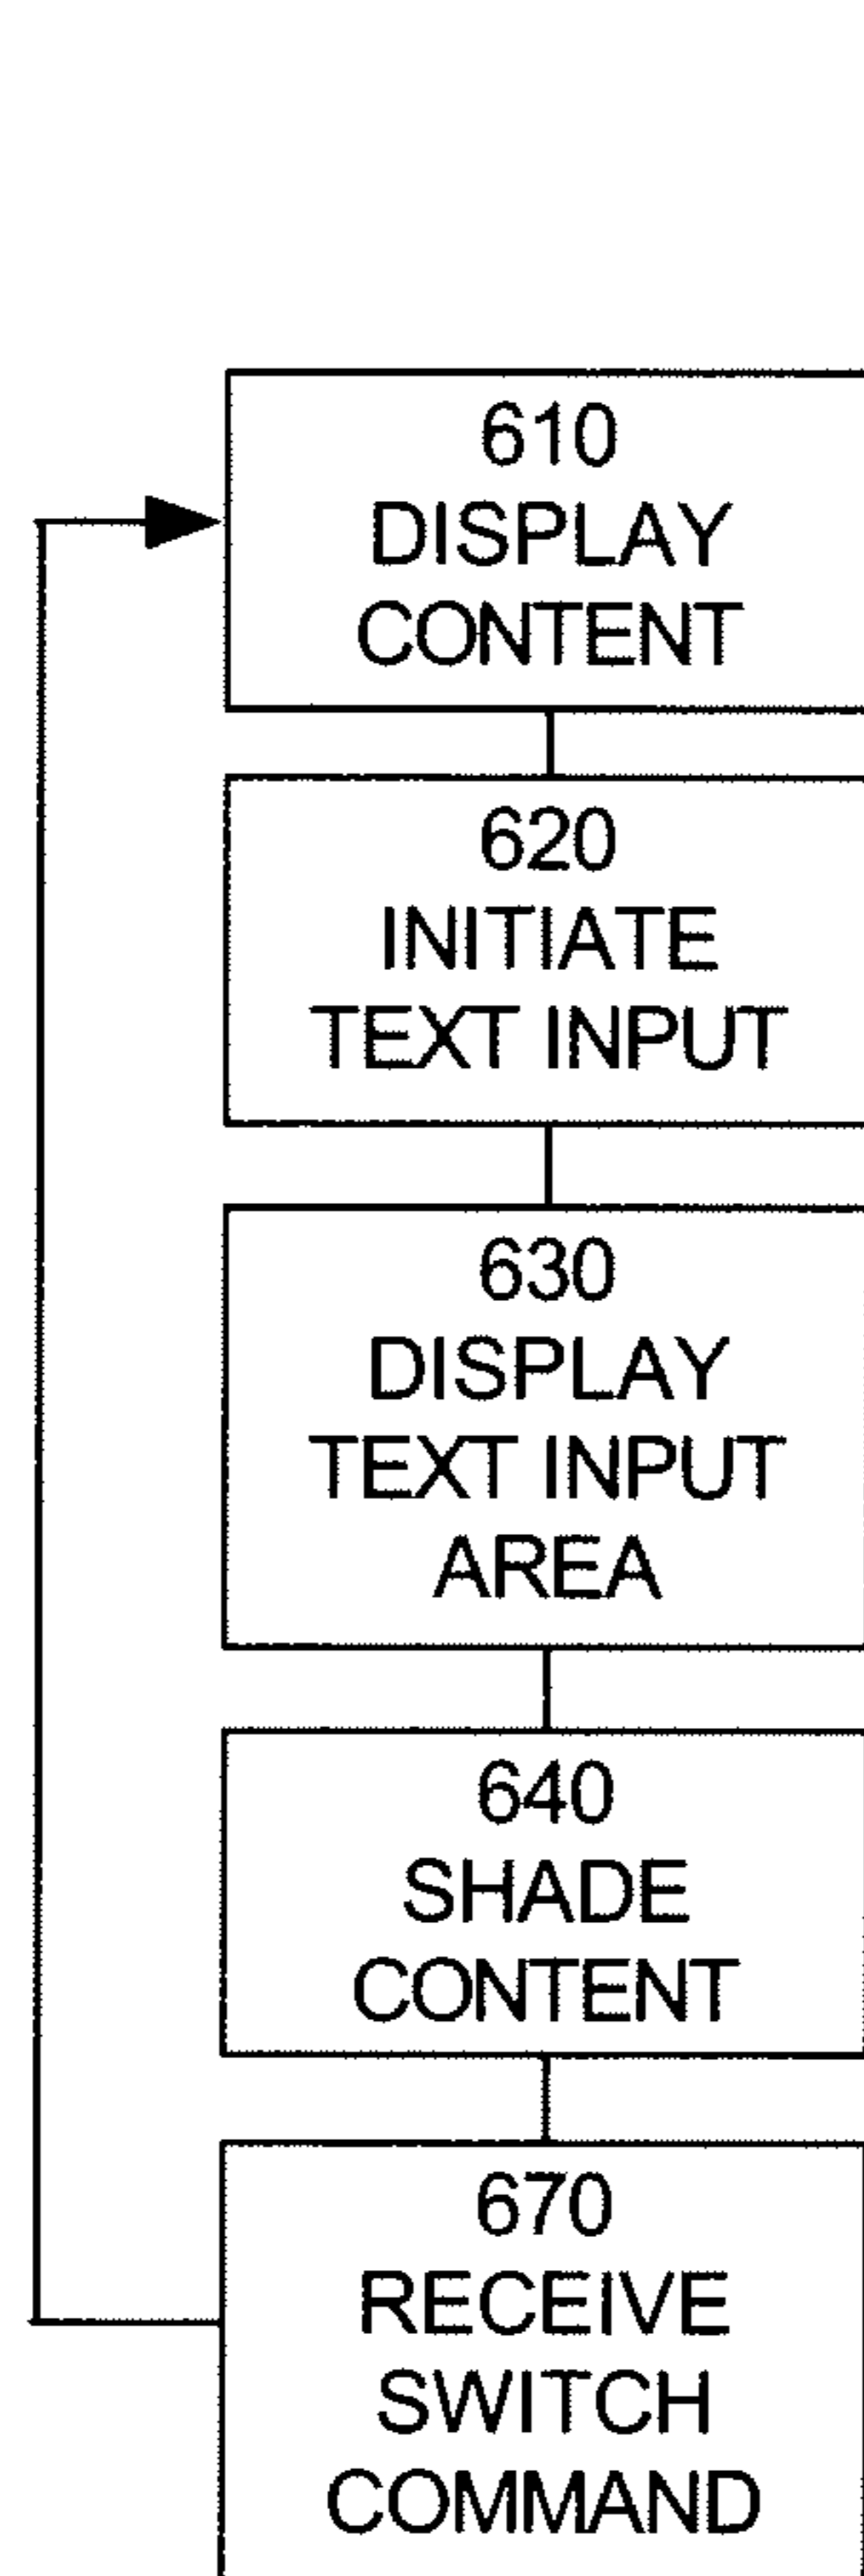 610
DISPLAY
CONTENT
620
INITIATE
TEXT INPUT
630
DISPLAY
TEXT INPUT
AREA
640
SHADE
CONTENT
670
RECEIVE
SWITCH
COMMAND